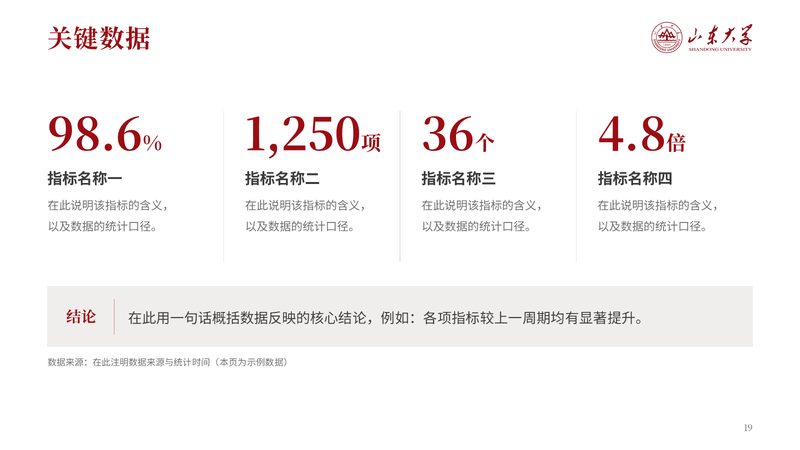 关键数据
山东大学
SHANDONG UNIVERSITY
98.6%
指标名称一
在此说明该指标的含义，
以及数据的统计口径。
1,250项
指标名称二
在此说明该指标的含义，
以及数据的统计口径。
36个
指标名称三
在此说明该指标的含义，
以及数据的统计口径。
4.8倍
指标名称四
在此说明该指标的含义，
以及数据的统计口径。
结论
在此用一句话概括数据反映的核心结论，例如：各项指标较上一周期均有显著提升。
数据来源：在此注明数据来源与统计时间（本页为示例数据）
19